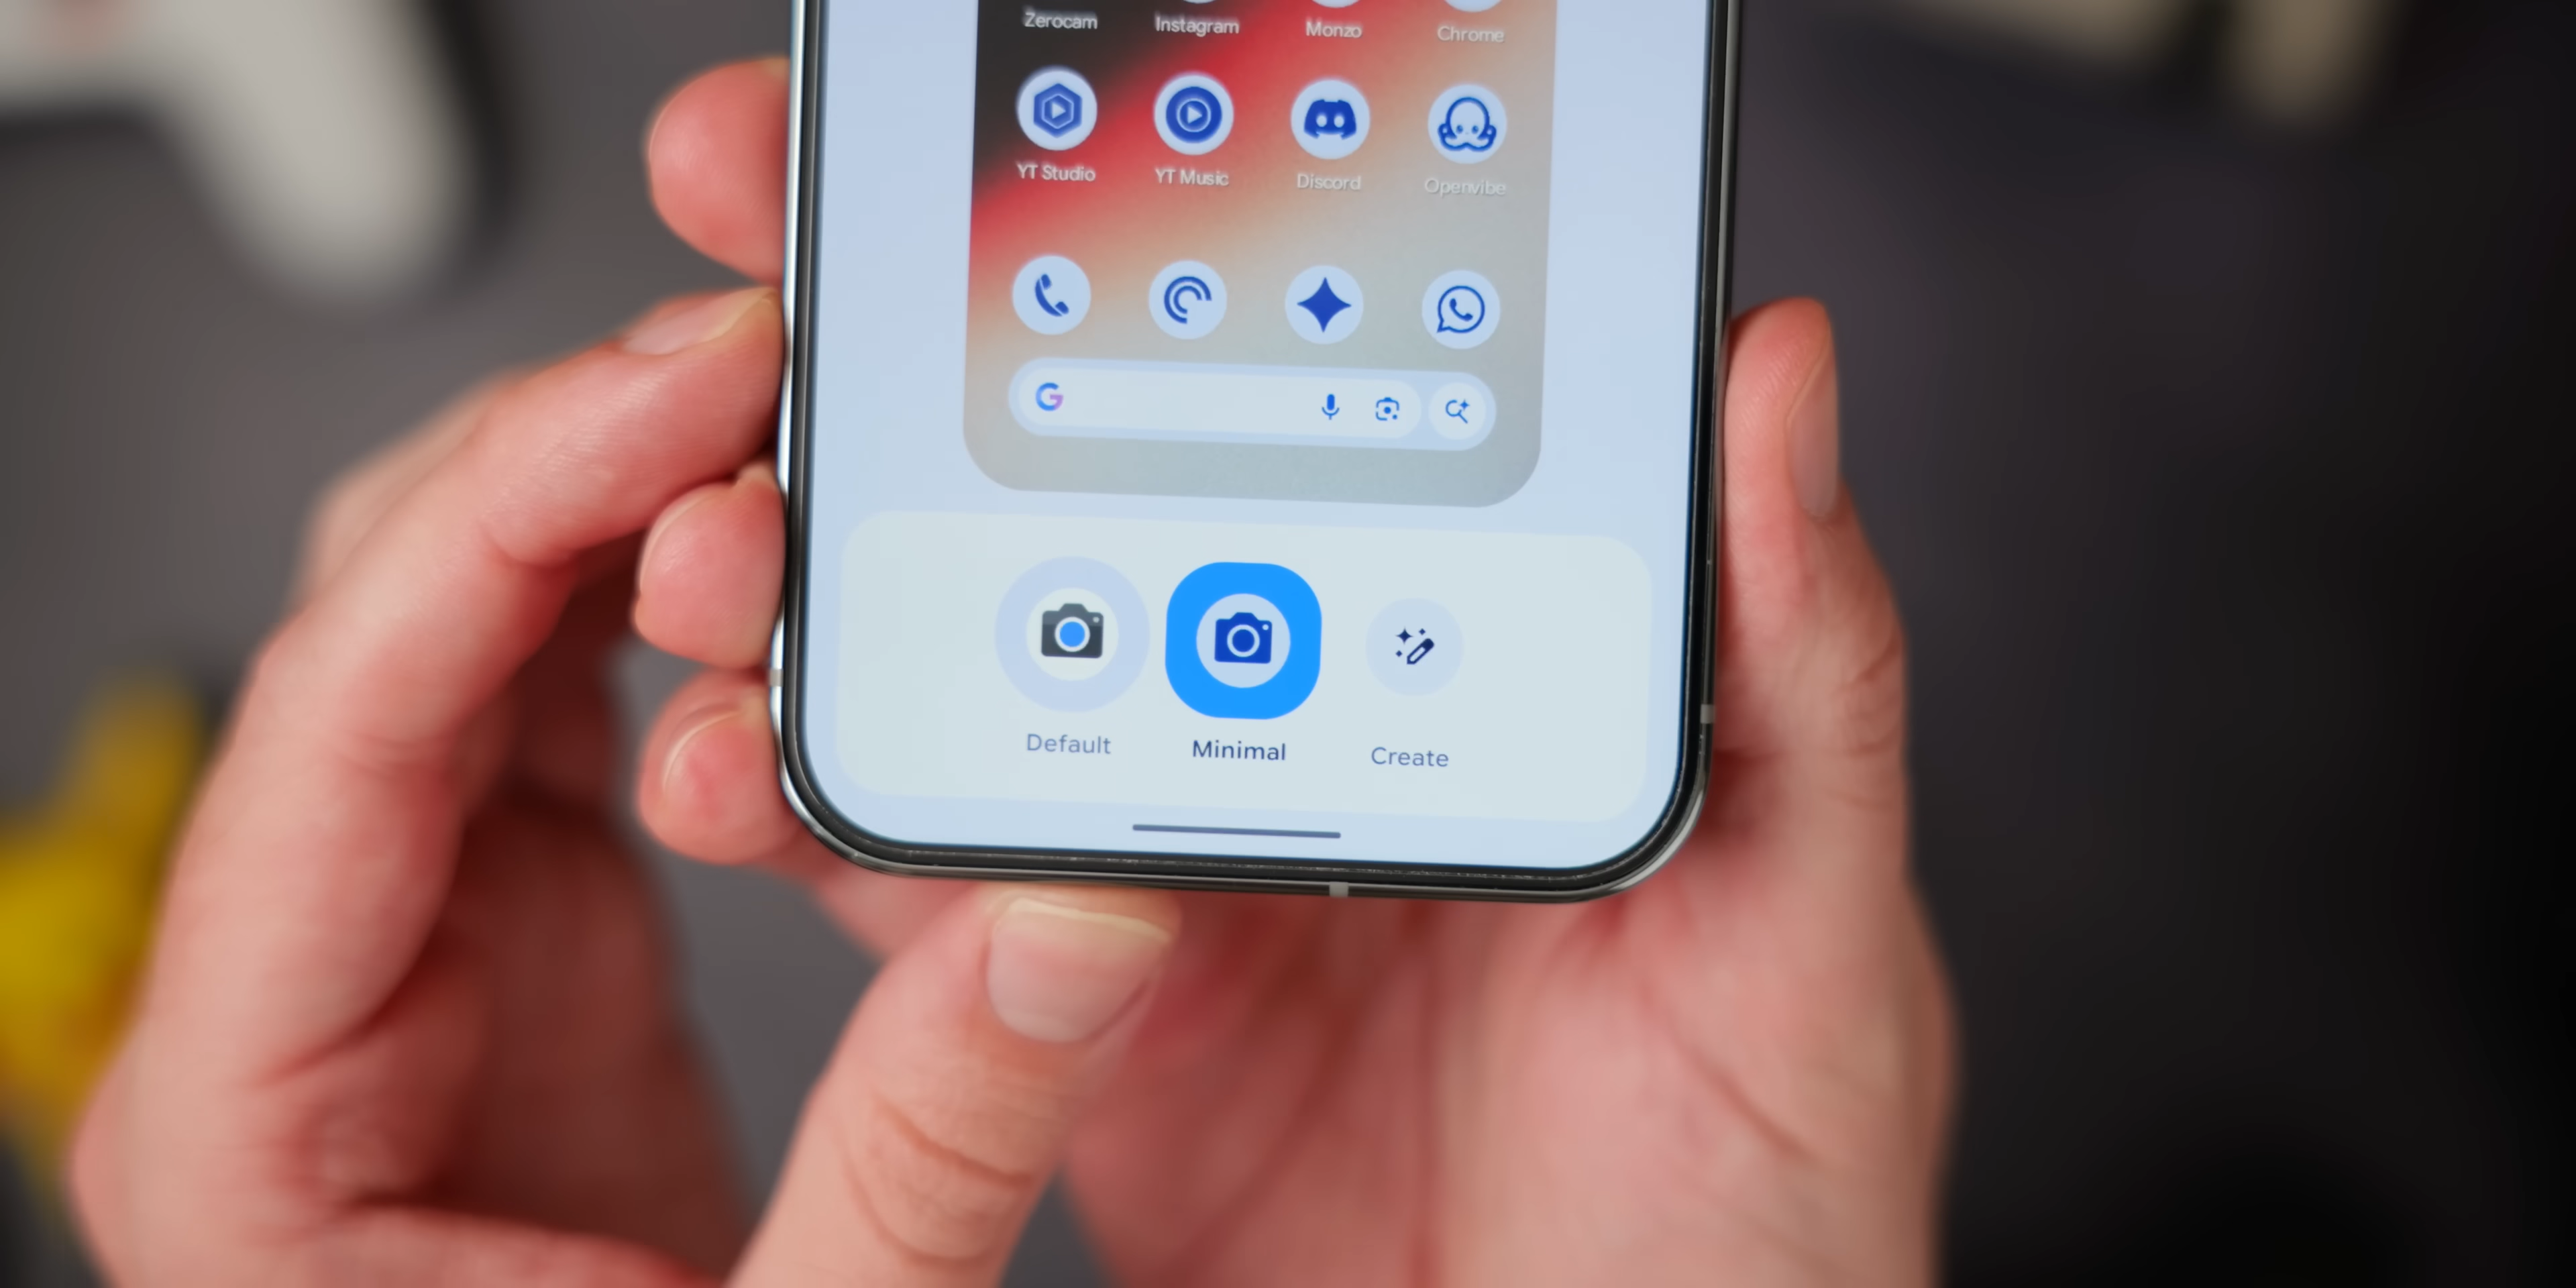 Zerocam Instagram Monzo Chrome
YT Studio YT Music Discord Openvibe
G
Default Minimal Create